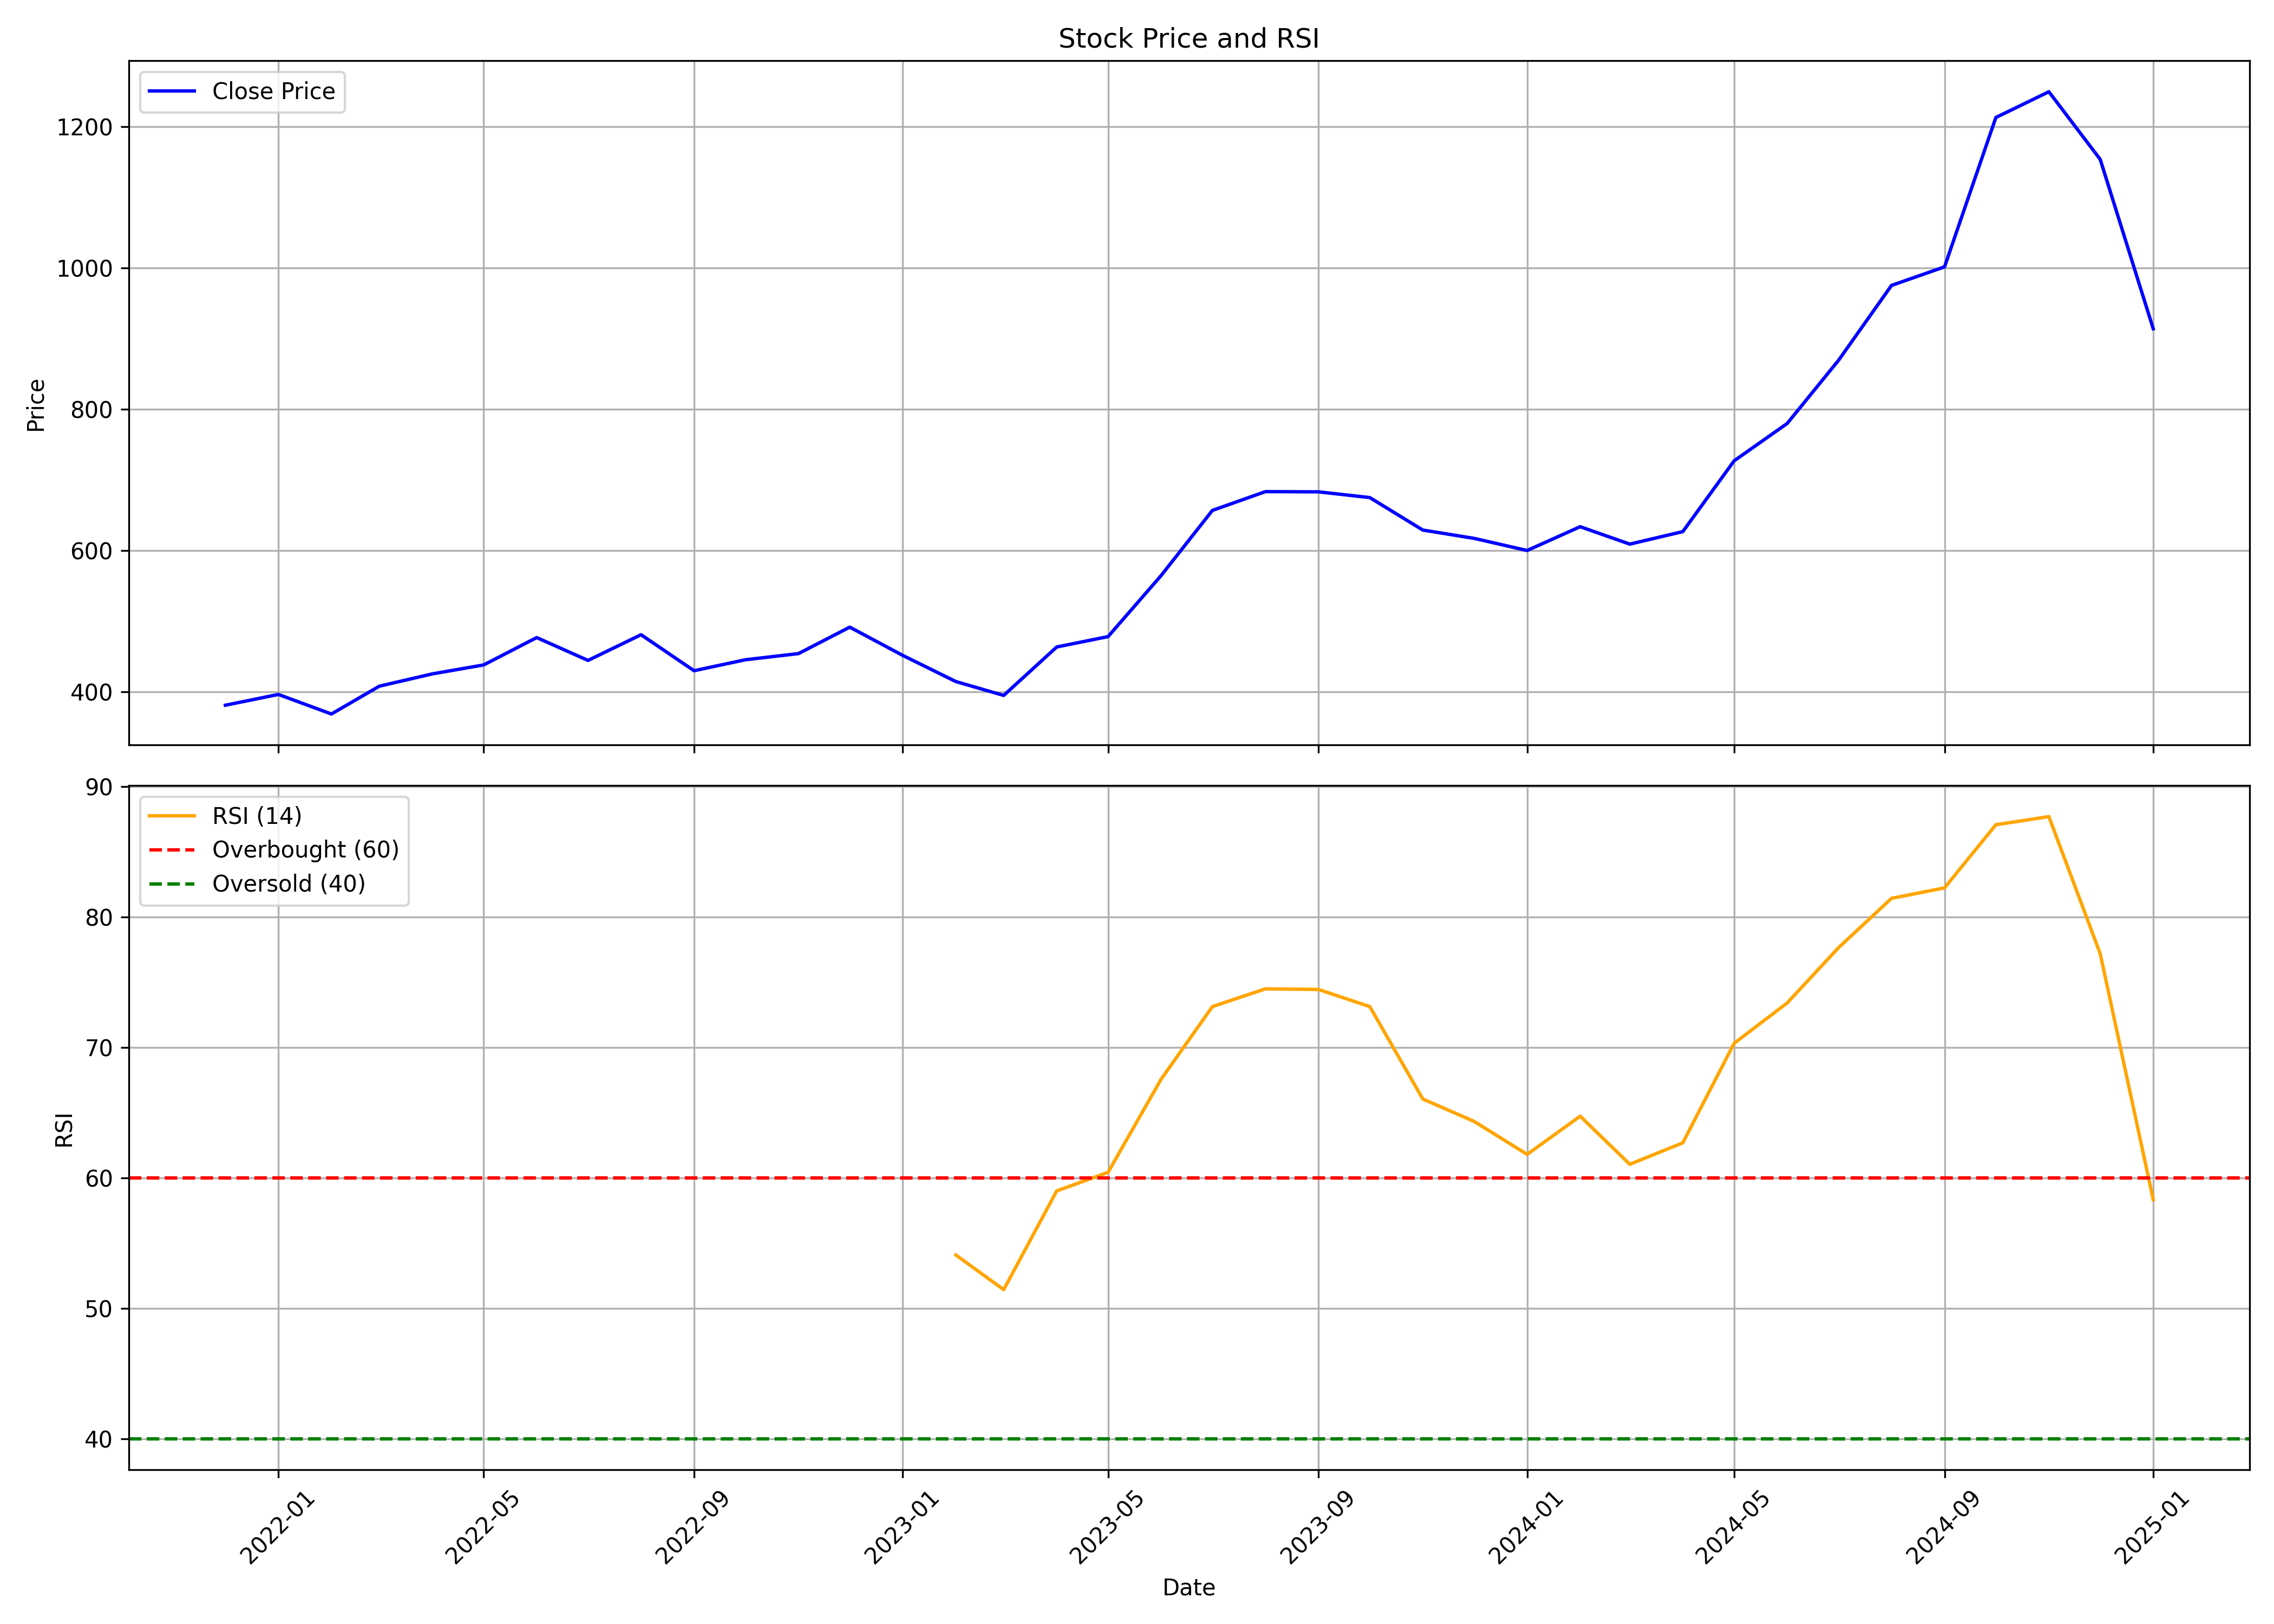 Stock Price and RSI
Close Price
1200
1000
800
600
400
Price
90
80
70
60
50
40
RSI
RSI (14)
Overbought (60)
Oversold (40)
2022-01
2022-05
2022-09
2023-01
2023-05
2023-09
2024-01
2024-05
2024-09
2025-01
Date